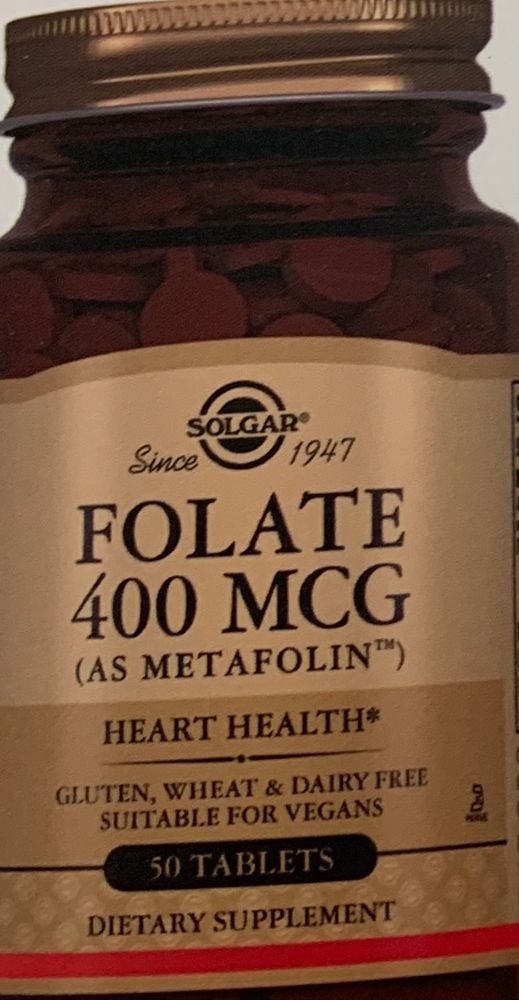 SOLGAR®
Since 1947
FOLATE
400 MCG
(AS METAFOLIN™)
HEART HEALTH*
GLUTEN, WHEAT & DAIRY FREE
SUITABLE FOR VEGANS
50 TABLETS
DIETARY SUPPLEMENT